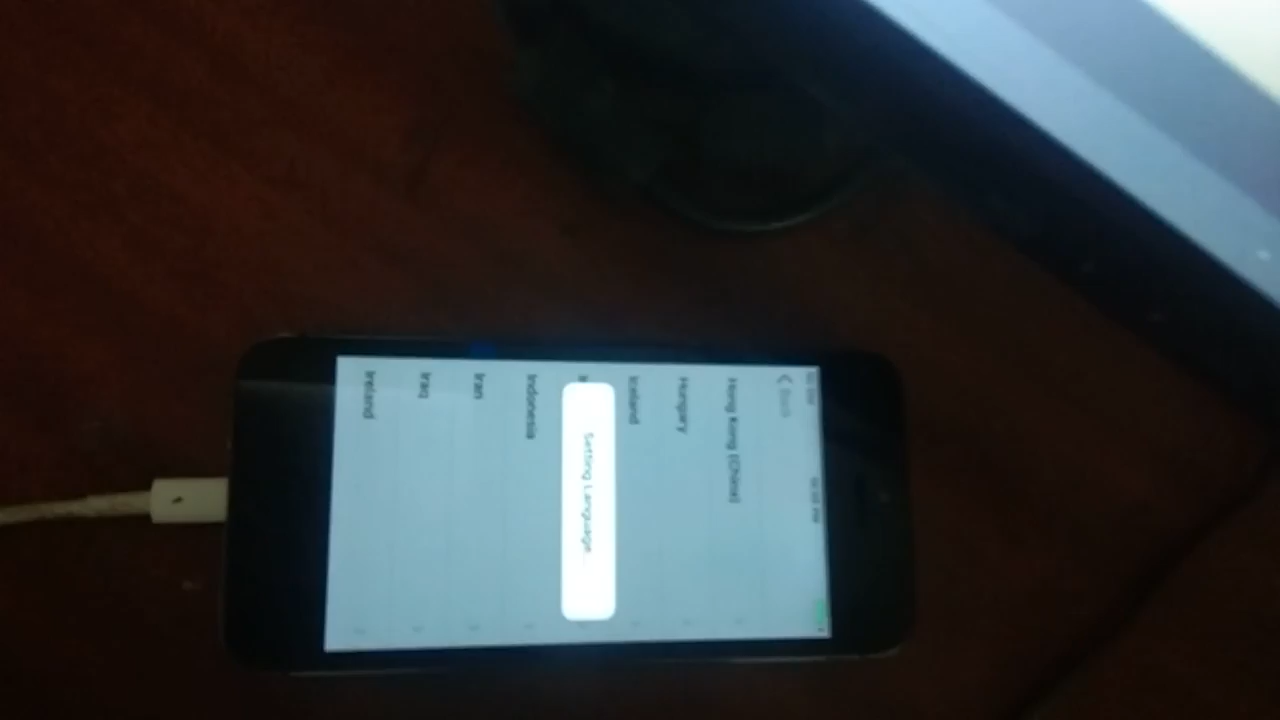 Back
Hong Kong (China)
Hungary
Iceland
Setting Language...
Indonesia
Iran
Iraq
Ireland